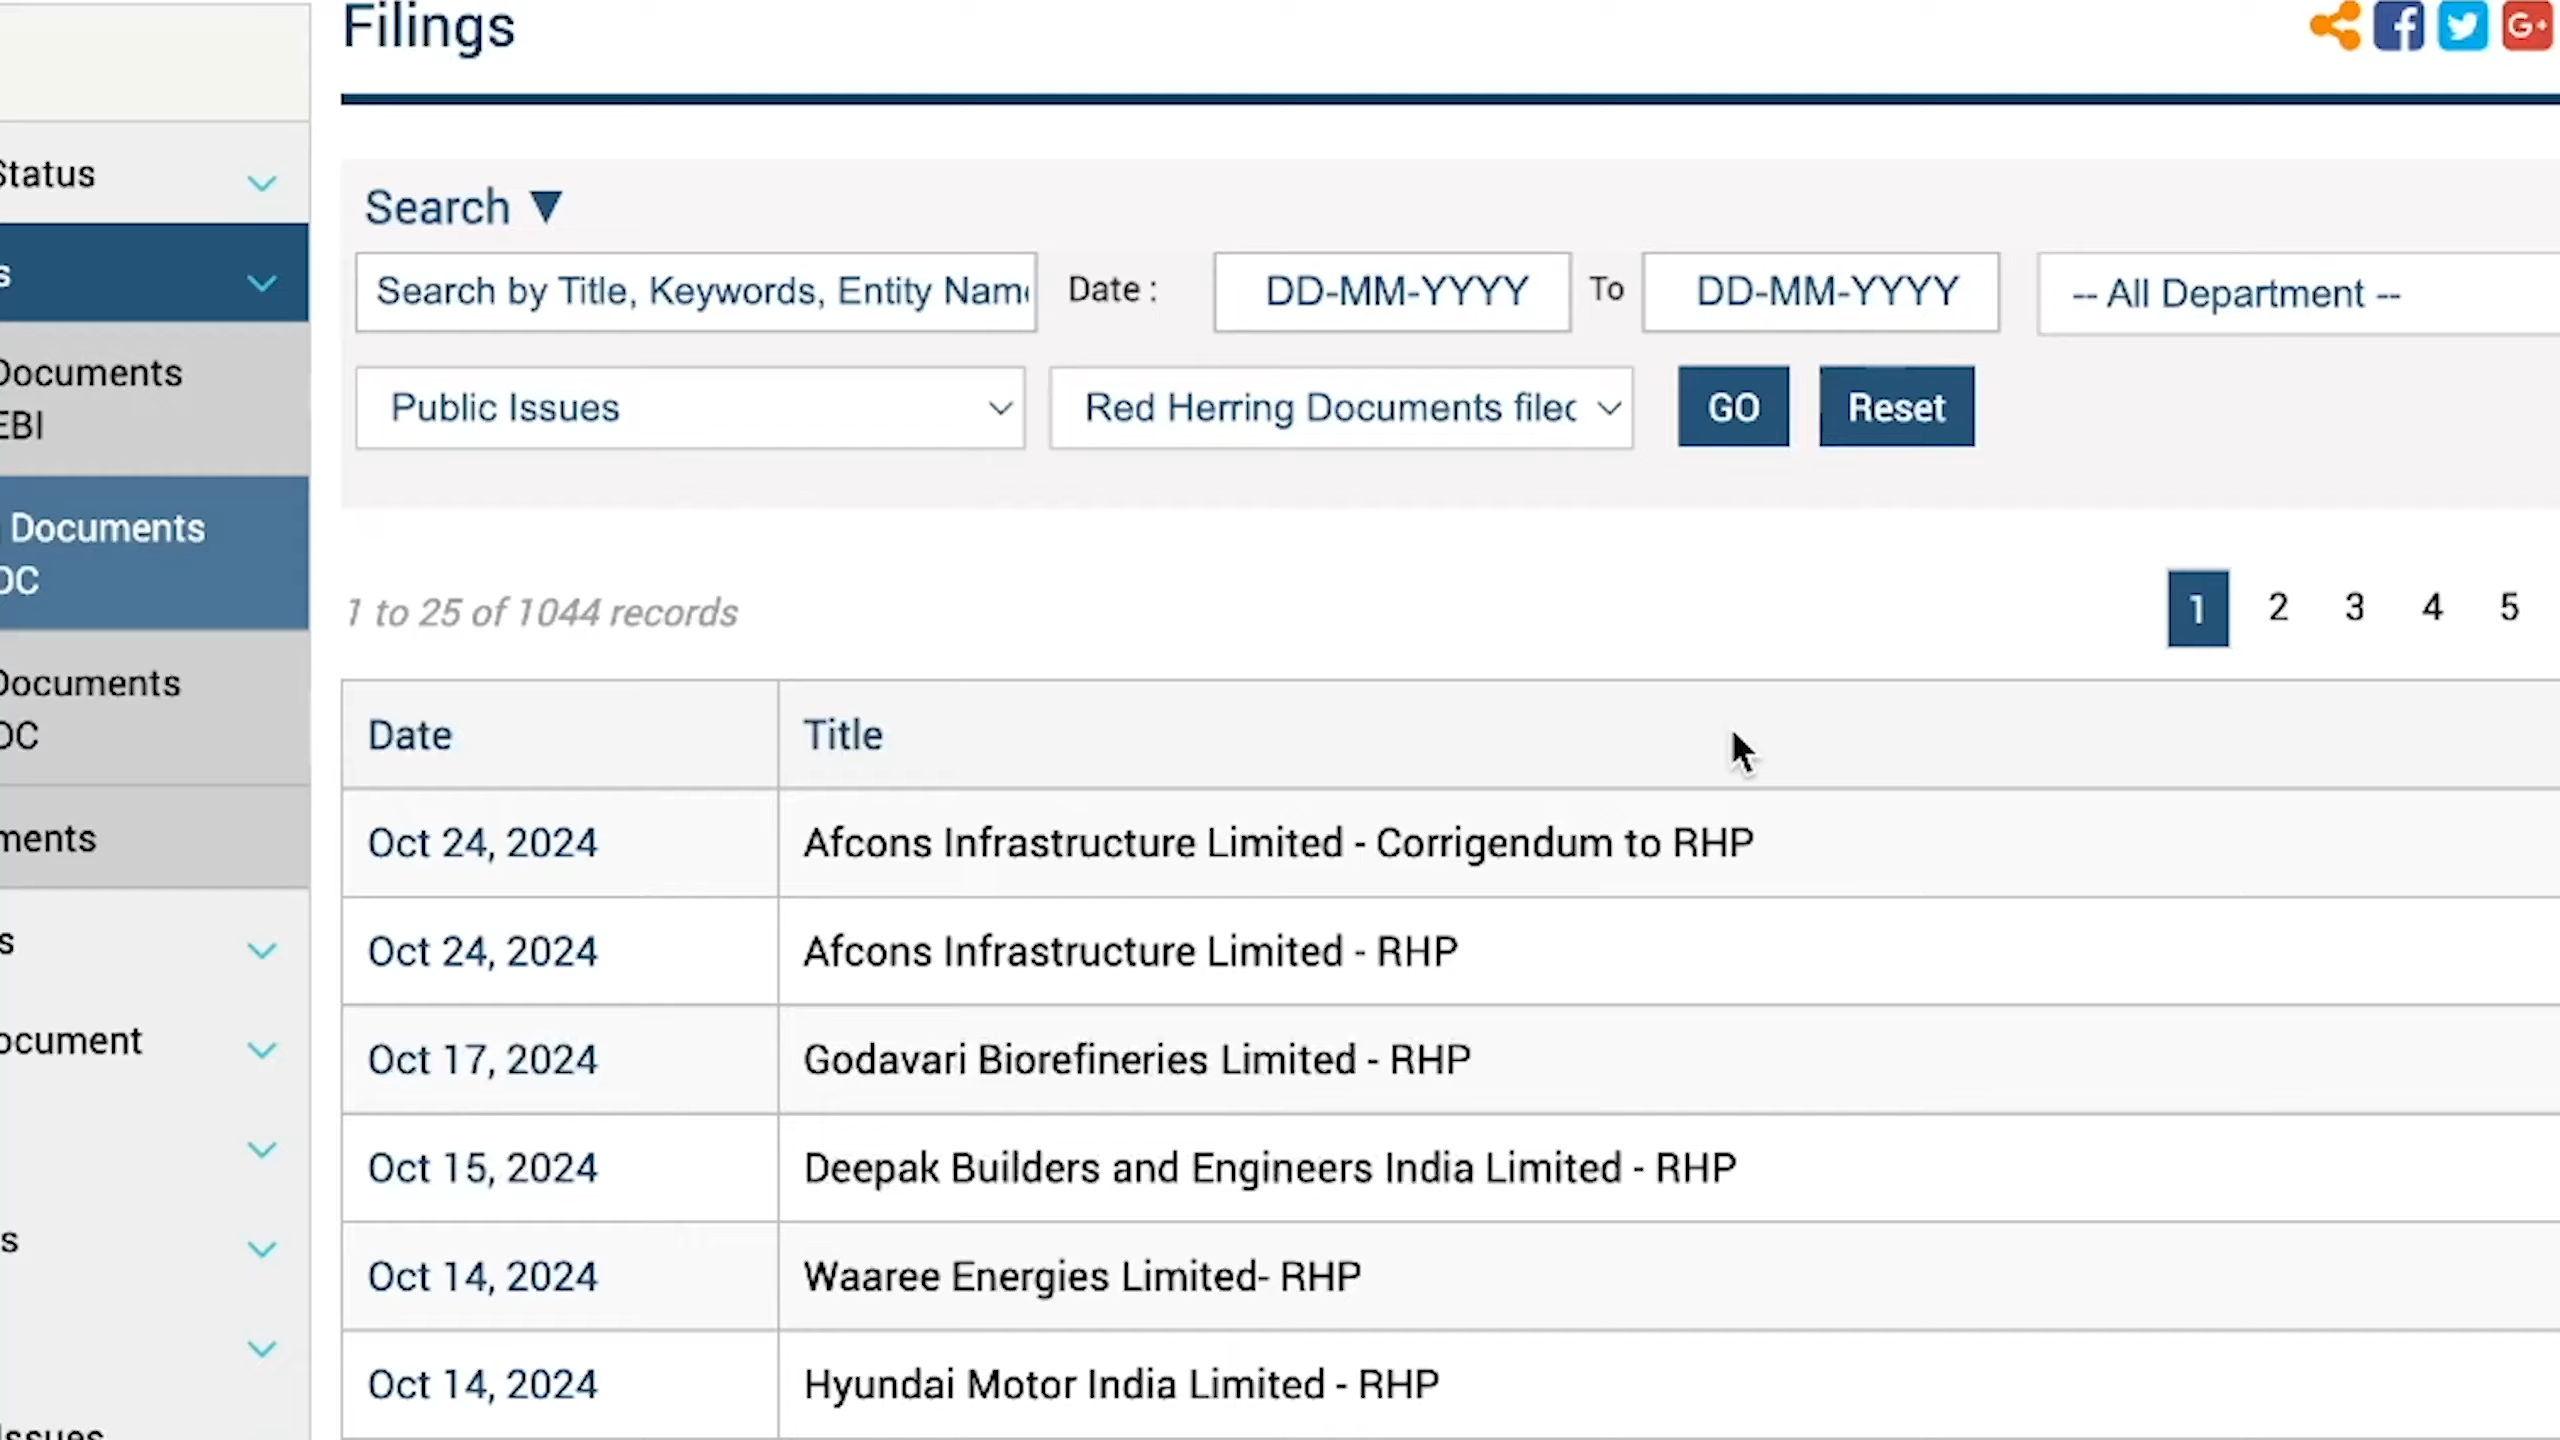 Filings
Status
s
Documents
EBI
Documents
OC
Documents
OC
ments
s
ocument
s
Issues
Search ▼
Search by Title, Keywords, Entity Nam
Date :
DD-MM-YYYY
To
DD-MM-YYYY
-- All Department --
Public Issues
Red Herring Documents filed
GO
Reset
1 to 25 of 1044 records
1 2 3 4 5
Date Title
Oct 24, 2024 Afcons Infrastructure Limited - Corrigendum to RHP
Oct 24, 2024 Afcons Infrastructure Limited - RHP
Oct 17, 2024 Godavari Biorefineries Limited - RHP
Oct 15, 2024 Deepak Builders and Engineers India Limited - RHP
Oct 14, 2024 Waaree Energies Limited- RHP
Oct 14, 2024 Hyundai Motor India Limited - RHP